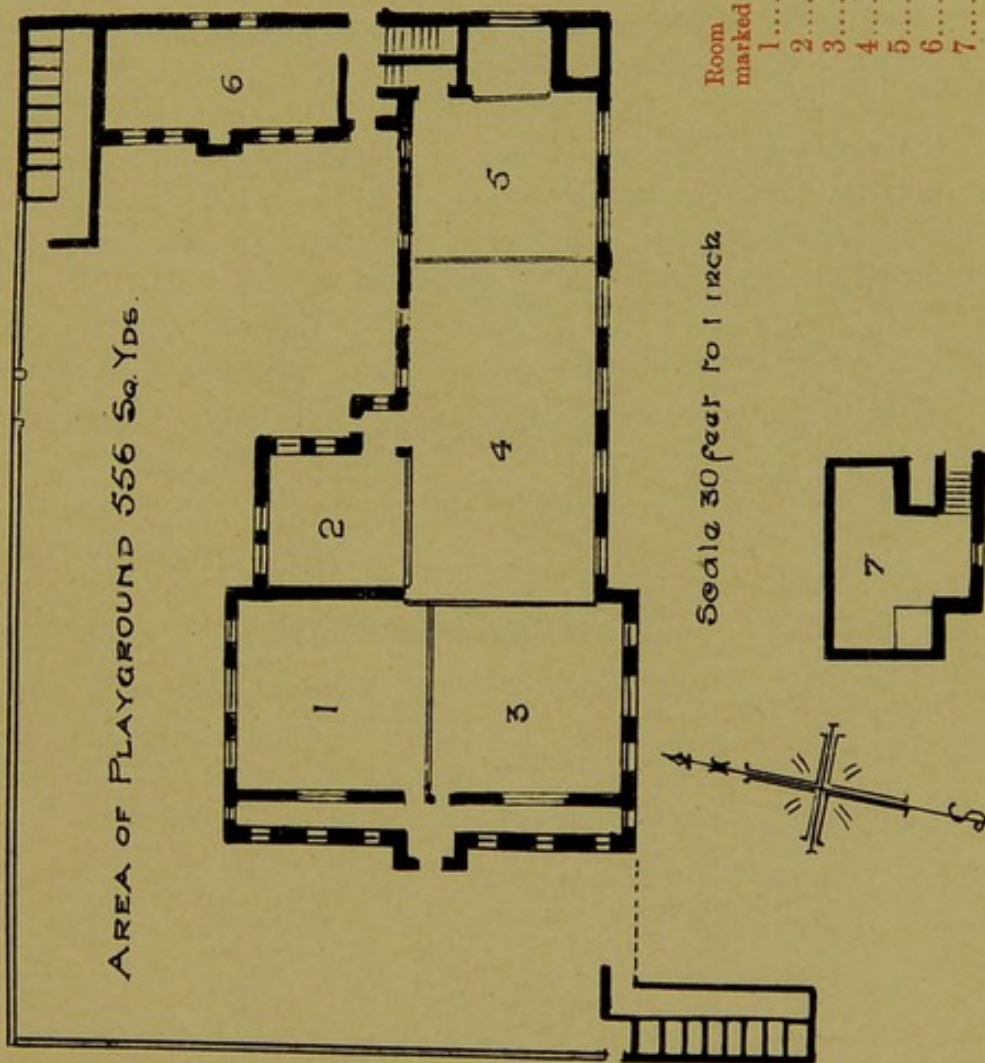 AREA OF PLAYGROUND 556 SQ. YDS.
6
5
2
4
1
3
Scale 30 feet to 1 inch
7
S
Room
marked
1....
2....
3....
4....
5....
6....
7....